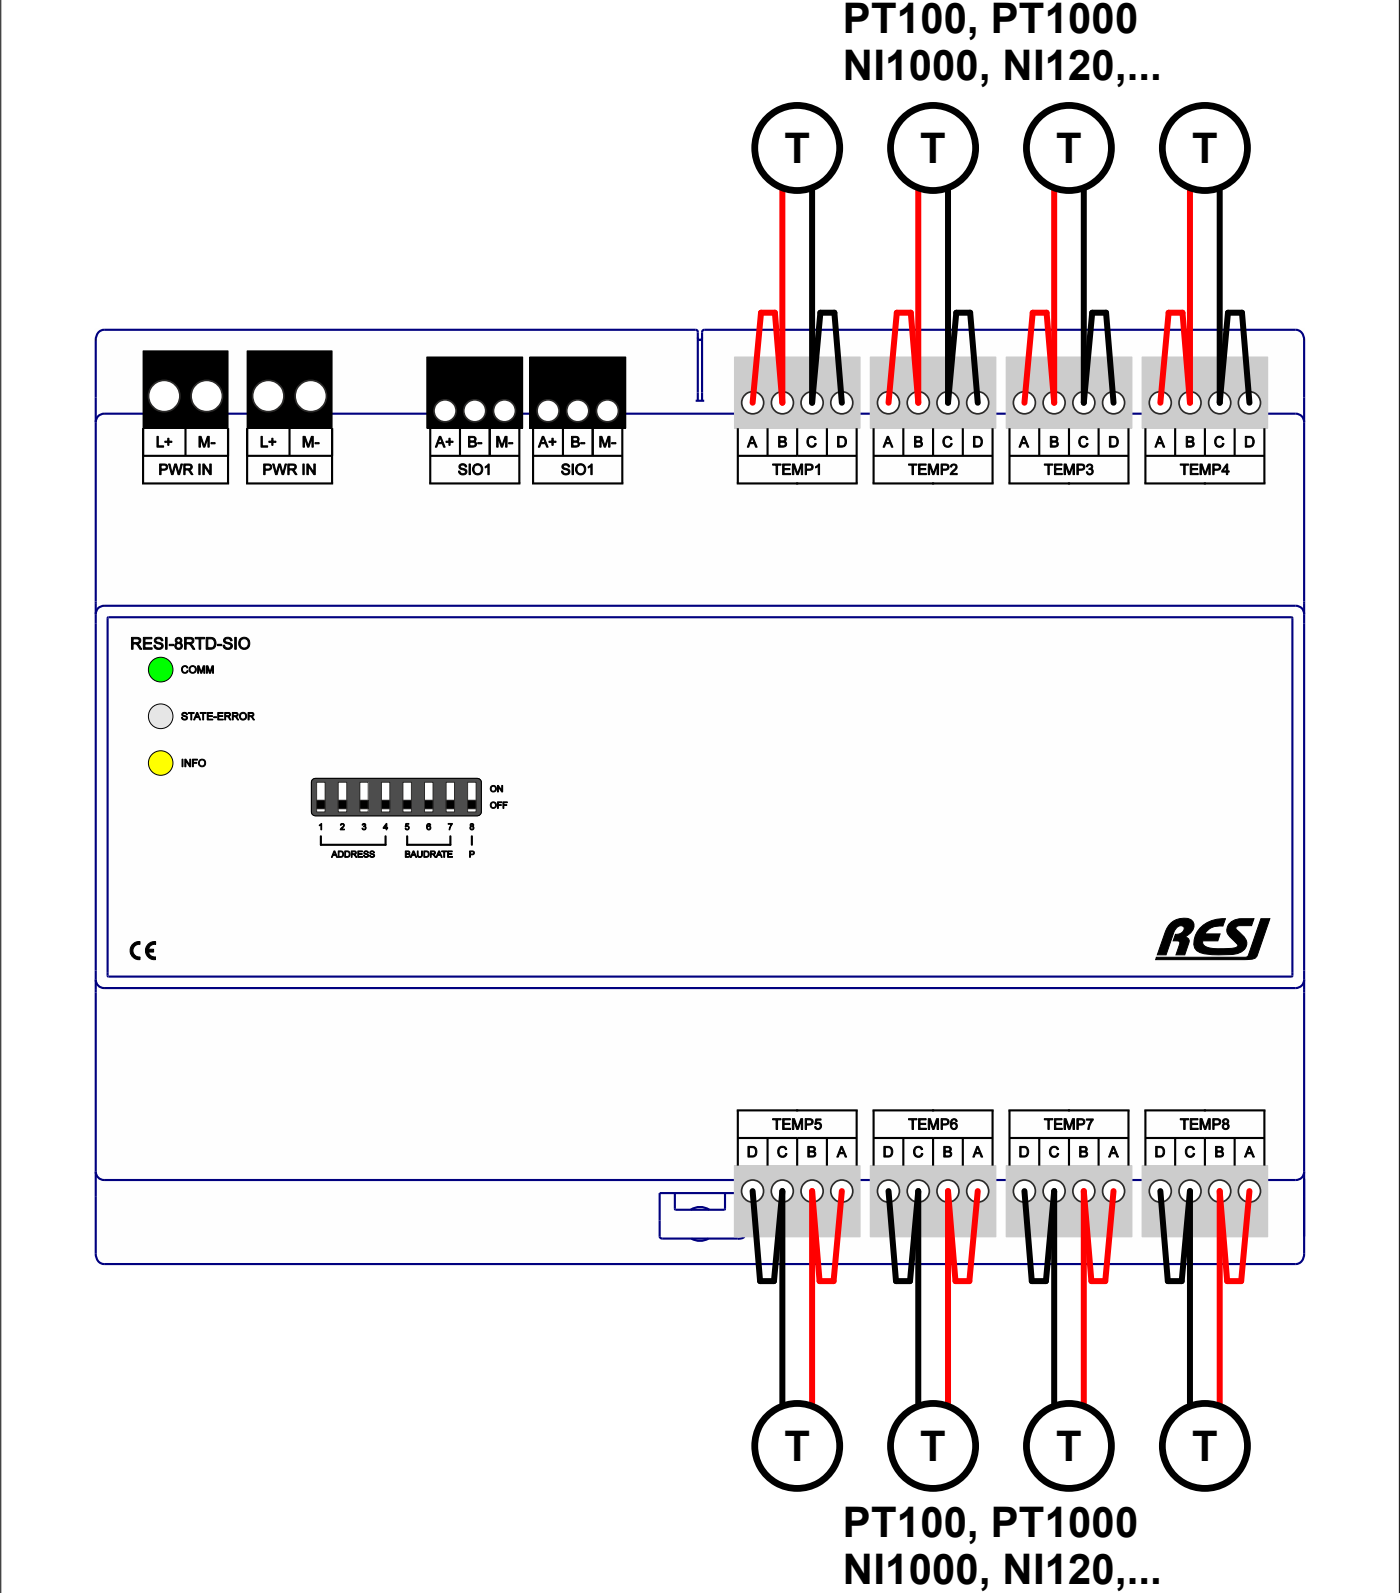 PT100, PT1000
NI1000, NI120,...
T T T T
L+ M- L+ M- A+ B- M- A+ B- M- A B C D A B C D A B C D A B C D
PWR IN PWR IN SIO1 SIO1 TEMP1 TEMP2 TEMP3 TEMP4
RESI-8RTD-SIO
COMM
STATE-ERROR
INFO
ON
OFF
1 2 3 4 5 6 7 8
ADDRESS BAUDRATE P
CE
RESI
TEMP5 TEMP6 TEMP7 TEMP8
D C B A D C B A D C B A D C B A
T T T T
PT100, PT1000
NI1000, NI120,...